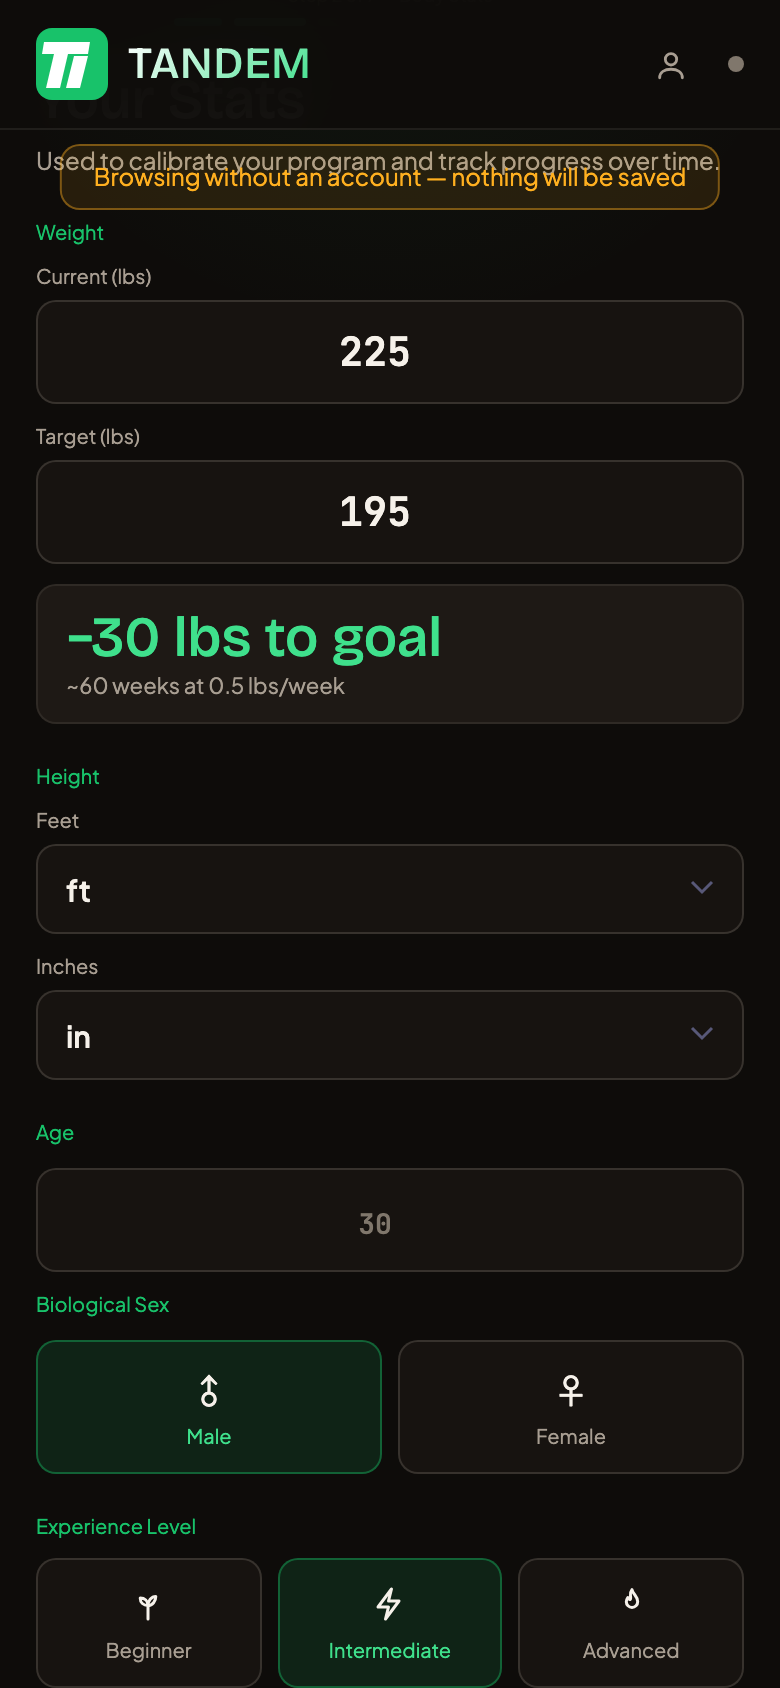 TANDEM
Your Stats
Used to calibrate your program and track progress over time.
Browsing without an account — nothing will be saved
Weight
Current (lbs)
225
Target (lbs)
195
−30 lbs to goal
~60 weeks at 0.5 lbs/week
Height
Feet
ft
Inches
in
Age
30
Biological Sex
Male
Female
Experience Level
Beginner
Intermediate
Advanced